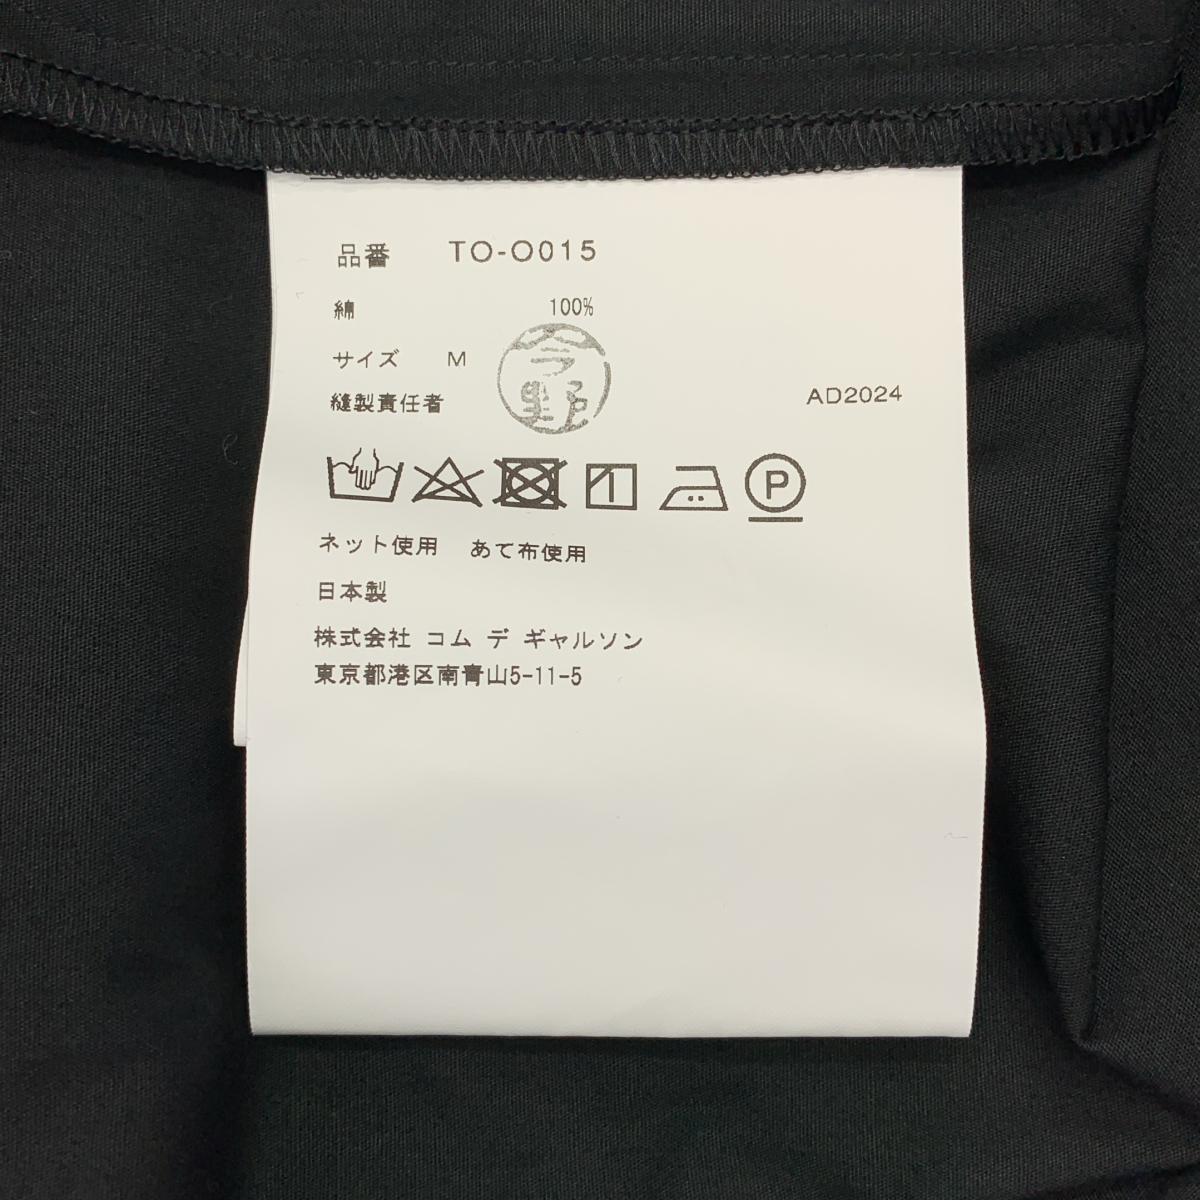 品番 TO-O015
綿 100%
サイズ M
今野
縫製責任者 AD2024
P
ネット使用 あて布使用
日本製
株式会社 コム デ ギャルソン
東京都港区南青山5-11-5